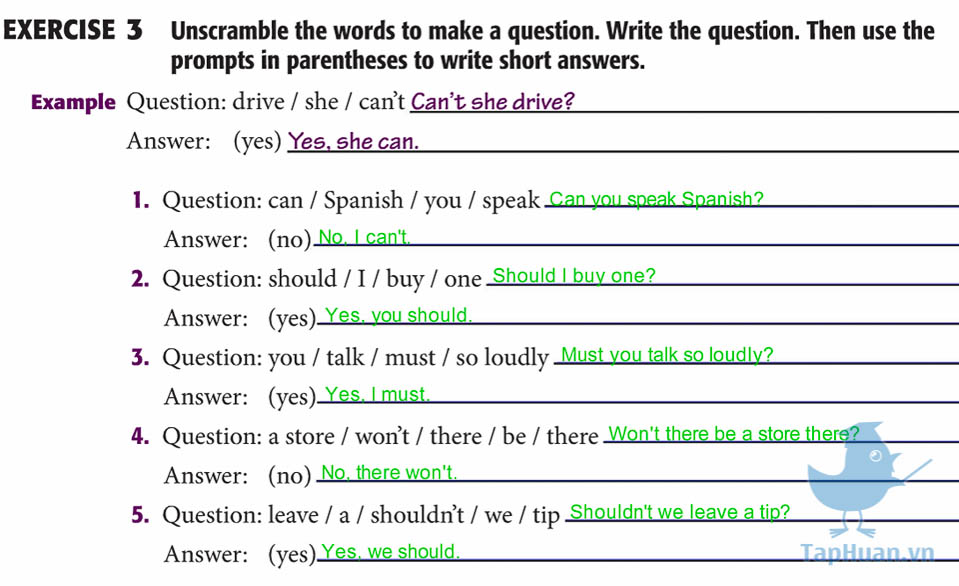 EXERCISE 3 Unscramble the words to make a question. Write the question. Then use the
prompts in parentheses to write short answers.
Example Question: drive / she / can't Can't she drive?
Answer: (yes) Yes, she can.
1. Question: can / Spanish / you / speak Can you speak Spanish?
Answer: (no) No, I can't.
2. Question: should / I / buy / one Should I buy one?
Answer: (yes) Yes, you should.
3. Question: you / talk / must / so loudly Must you talk so loudly?
Answer: (yes) Yes, I must.
4. Question: a store / won't / there / be / there Won't there be a store there?
Answer: (no) No, there won't.
5. Question: leave / a / shouldn't / we / tip Shouldn't we leave a tip?
Answer: (yes) Yes, we should.
TapHuan.vn